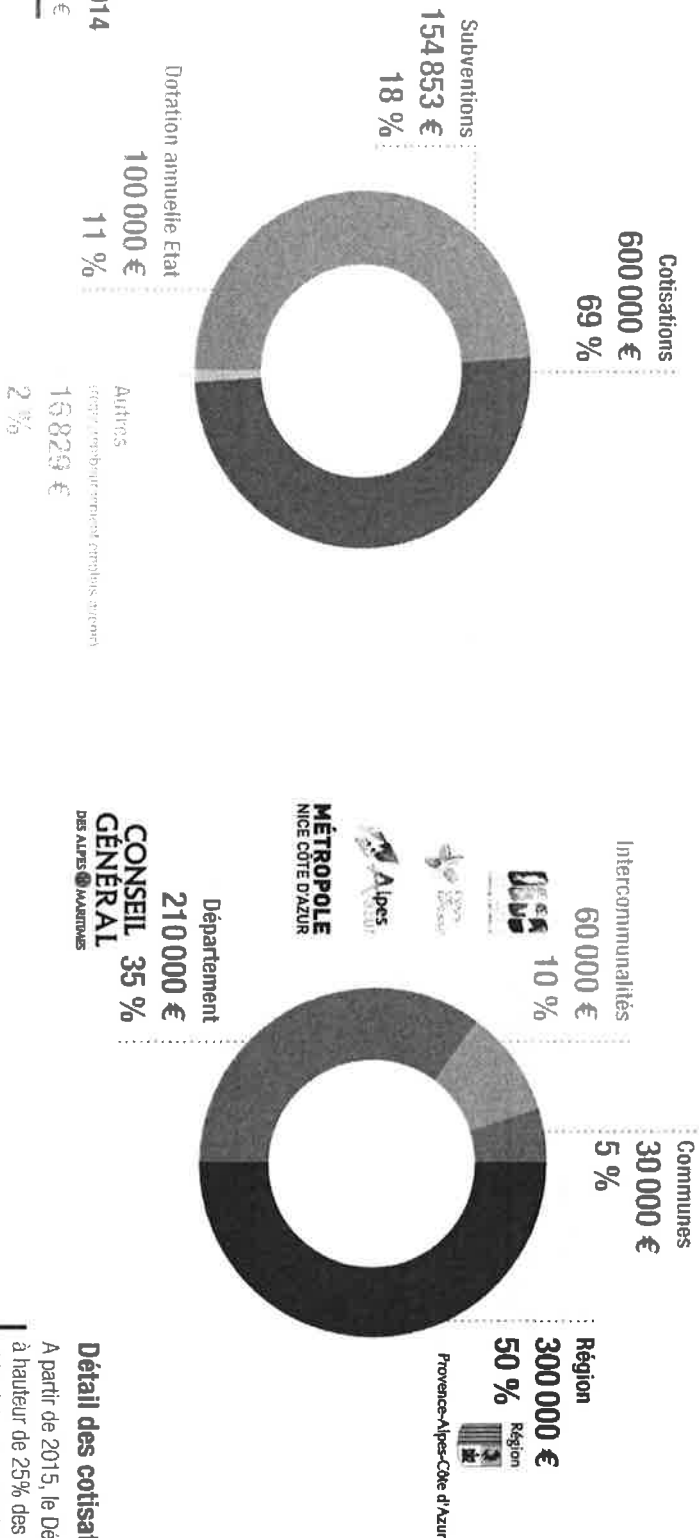 014
€
Cotisations
600 000 €
69 %
Subventions
154 853 €
18 %
Dotation annuelle Etat
100 000 €
11 %
Autres
16 829 €
2 %
Communes
30 000 €
5 %
Intercommunalités
60 000 €
10 %
Alpes
MÉTROPOLE
NICE CÔTE D'AZUR
Département
210 000 €
35 %
CONSEIL
GÉNÉRAL
DES ALPES MARITIMES
Région
300 000 €
50 %
Région
Provence-Alpes-Côte d'Azur
Détail des cotisat
A partir de 2015, le Dé
à hauteur de 25% des